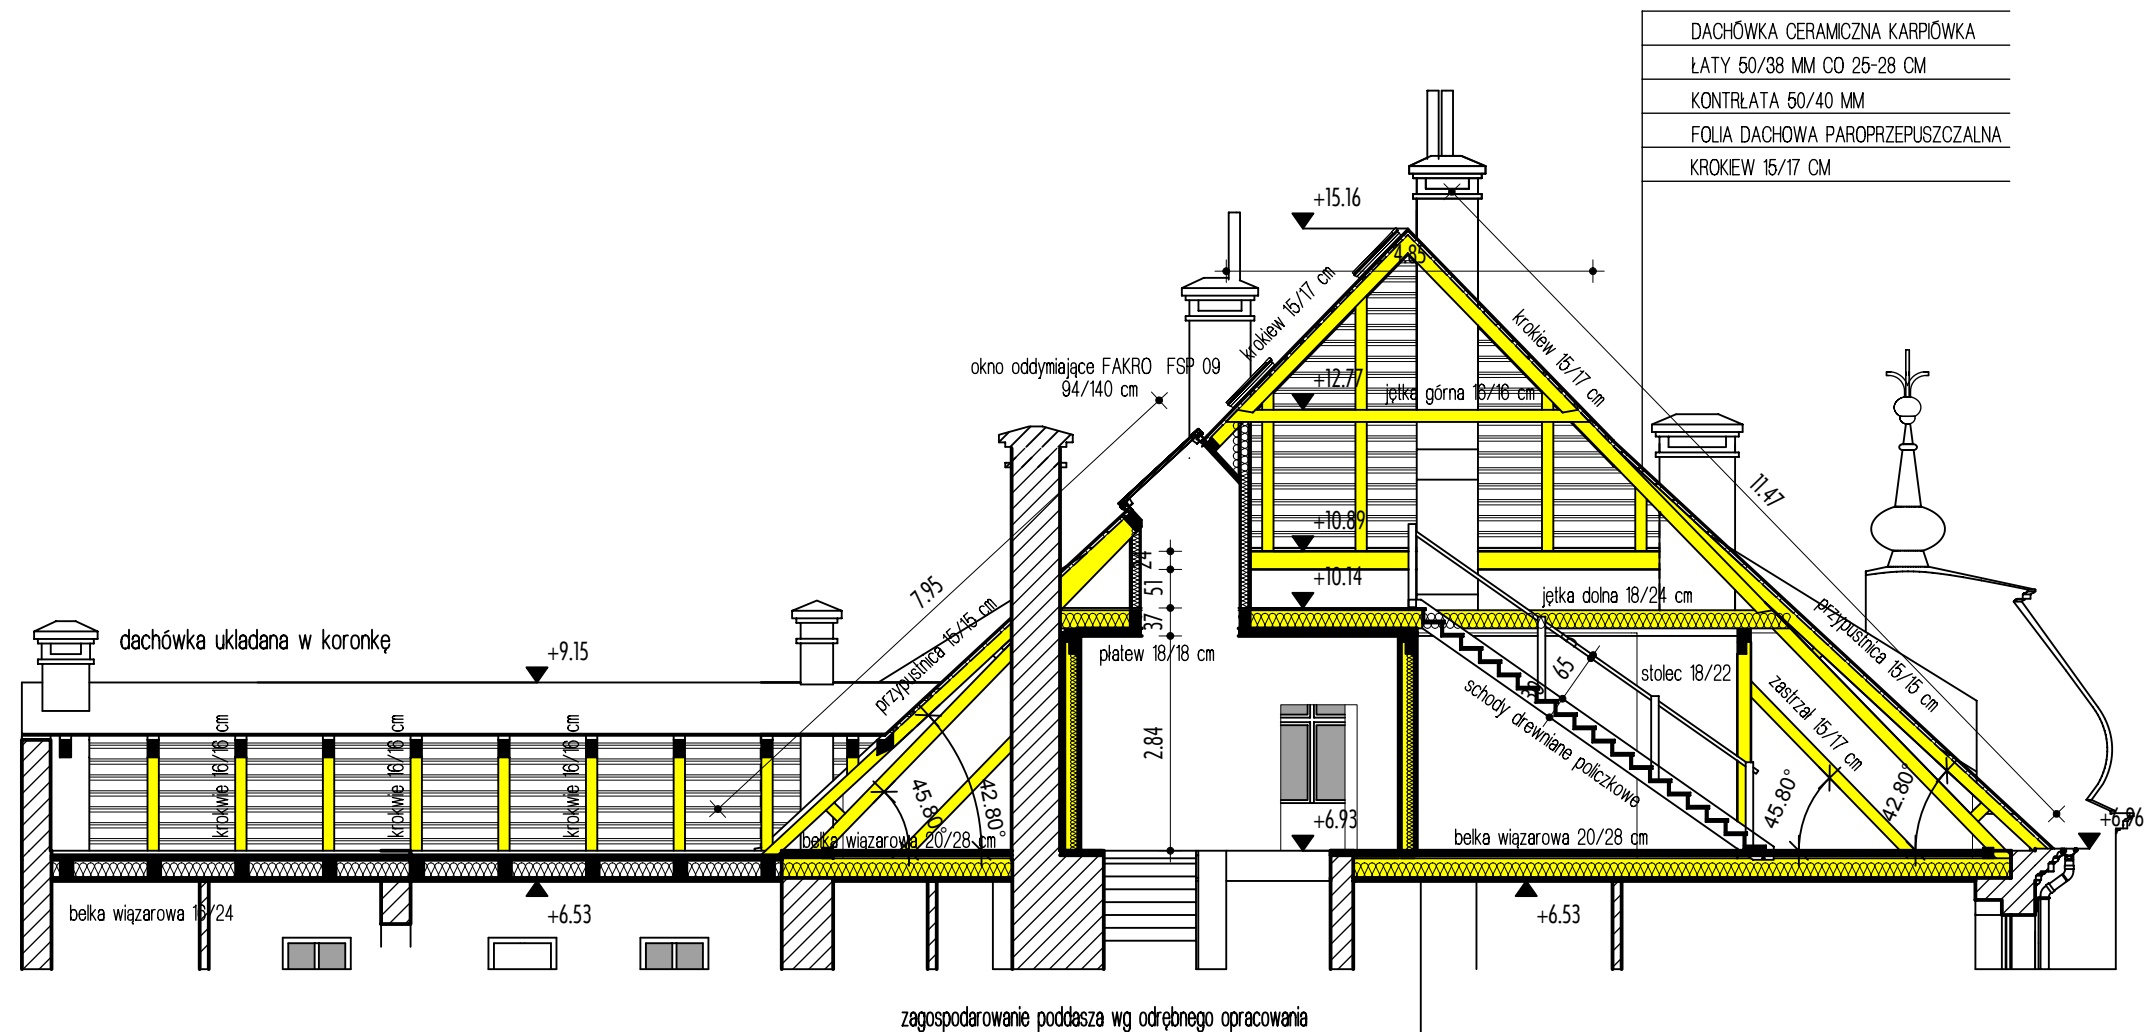 DACHÓWKA CERAMICZNA KARPIÓWKA
ŁATY 50/38 MM CO 25-28 CM
KONTRŁATA 50/40 MM
FOLIA DACHOWA PAROPRZEPUSZCZALNA
KROKIEW 15/17 CM
+15.16
4.85
krokiew 15/17 cm
krokiew 15/17 cm
okno oddymiające FAKRO FSP 09
94/140 cm
+12.77
jętka górna 16/16 cm
11.47
+10.89
24
51
37
+10.14
7.95
jętka dolna 18/24 cm
przypustnica 15/15 cm
przypustnica 15/15 cm
dachówka ukladana w koronkę
+9.15
płatew 18/18 cm
65
stolec 18/22
zastrzał 15/17 cm
schody drewniane policzkowe
2.84
krokwie 16/16 cm
krokwie 16/16 cm
krokwie 16/16 cm
45.80°
42.80°
45.80°
42.80°
+6.93
+6.96
belka wiązarowa 20/28 cm
belka wiązarowa 20/28 cm
belka wiązarowa 16/24
+6.53
+6.53
zagospodarowanie poddasza wg odrębnego opracowania